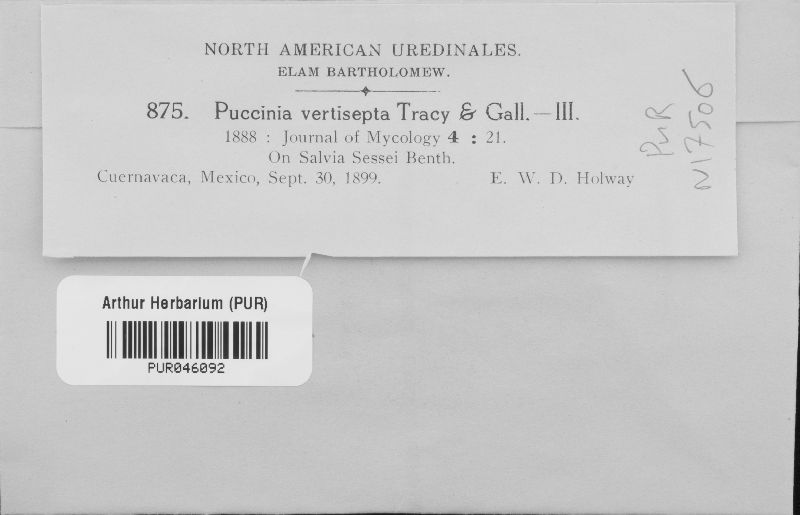 NORTH AMERICAN UREDINALES.
ELAM BARTHOLOMEW.
875. Puccinia vertisepta Tracy & Gall.—III.
1888 : Journal of Mycology 4 : 21.
On Salvia Sessei Benth.
Cuernavaca, Mexico, Sept. 30, 1899. E. W. D. Holway
PUR
N17506
Arthur Herbarium (PUR)
PUR046092